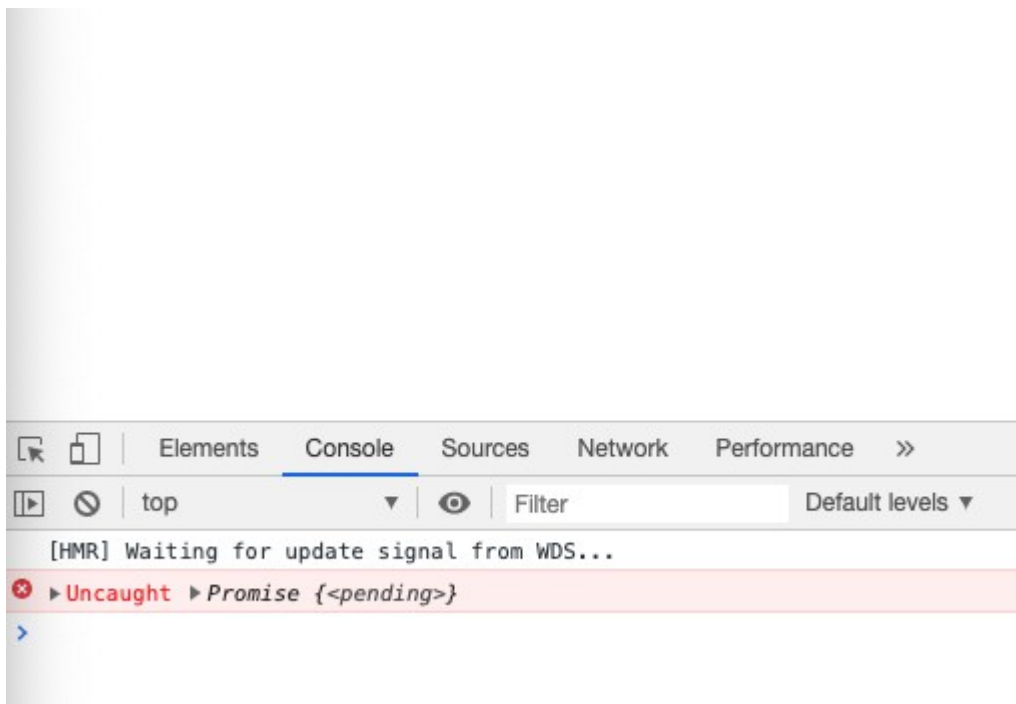 Elements Console Sources Network Performance »
top ▼ Filter Default levels ▼
[HMR] Waiting for update signal from WDS...
▶Uncaught ▶Promise {<pending>}
>